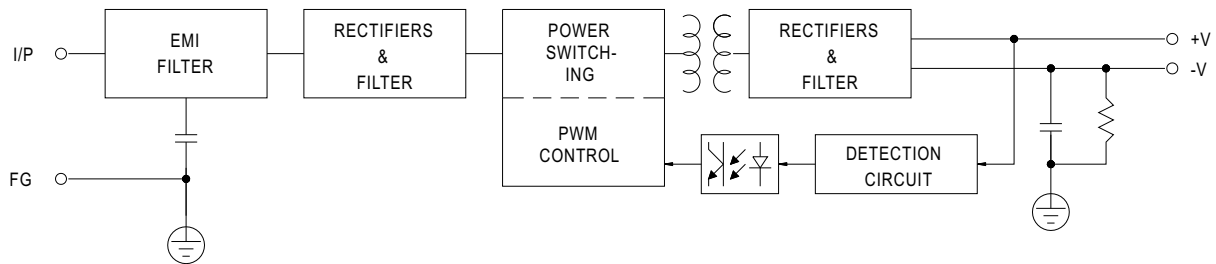 I/P
EMI
FILTER
RECTIFIERS
&
FILTER
POWER
SWITCH-
ING
PWM
CONTROL
RECTIFIERS
&
FILTER
+V
-V
DETECTION
CIRCUIT
FG